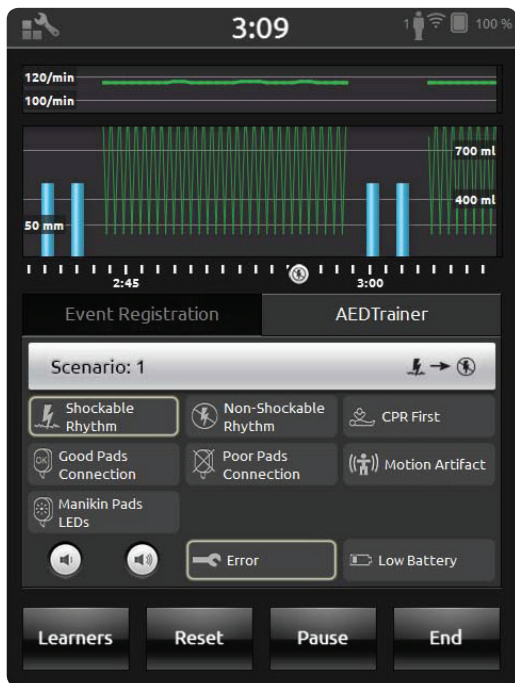 3:09
1
100 %
120/min
100/min
700 ml
400 ml
50 mm
2:45
3:00
Event Registration
AEDTrainer
Scenario: 1
Shockable
Rhythm
Non-Shockable
Rhythm
CPR First
OK
Good Pads
Connection
Poor Pads
Connection
Motion Artifact
Manikin Pads
LEDs
Error
Low Battery
Learners
Reset
Pause
End